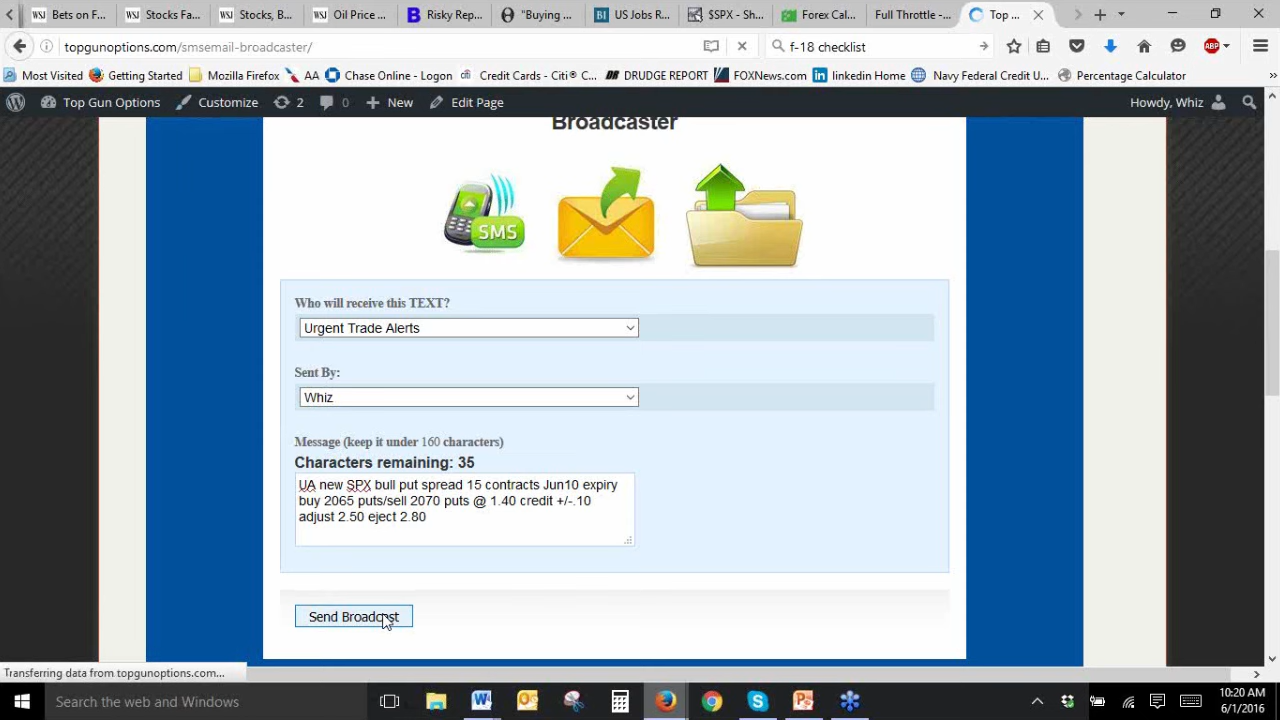 Bets on F...
Stocks Fa...
Stocks, B...
Oil Price ...
Risky Rep...
"Buying ...
US Jobs R...
$SPX - Sh...
Forex Cal...
Full Throttle -...
Top ...
topgunoptions.com/smsemail-broadcaster/
f-18 checklist
ABP
Most Visited
Getting Started
Mozilla Firefox
AA
Chase Online - Logon
Credit Cards - Citi® C...
DRUDGE REPORT
FOXNews.com
linkedin Home
Navy Federal Credit U...
Percentage Calculator
Top Gun Options
Customize
2
0
New
Edit Page
Howdy, Whiz
Broadcaster
SMS
Who will receive this TEXT?
Urgent Trade Alerts
Sent By:
Whiz
Message (keep it under 160 characters)
Characters remaining: 35
UA new SPX bull put spread 15 contracts Jun10 expiry
buy 2065 puts/sell 2070 puts @ 1.40 credit +/-.10
adjust 2.50 eject 2.80
Send Broadcast
Transferring data from topgunoptions.com...
Search the web and Windows
10:20 AM
6/1/2016